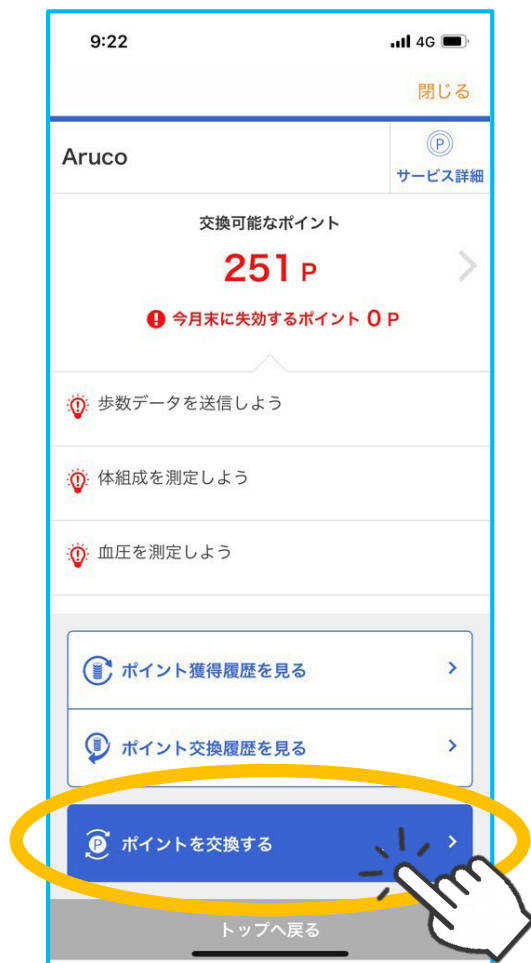 9:22
4G
閉じる
Aruco
P
サービス詳細
交換可能なポイント
251 P
今月末に失効するポイント 0 P
歩数データを送信しよう
体組成を測定しよう
血圧を測定しよう
ポイント獲得履歴を見る
ポイント交換履歴を見る
P ポイントを交換する
トップへ戻る